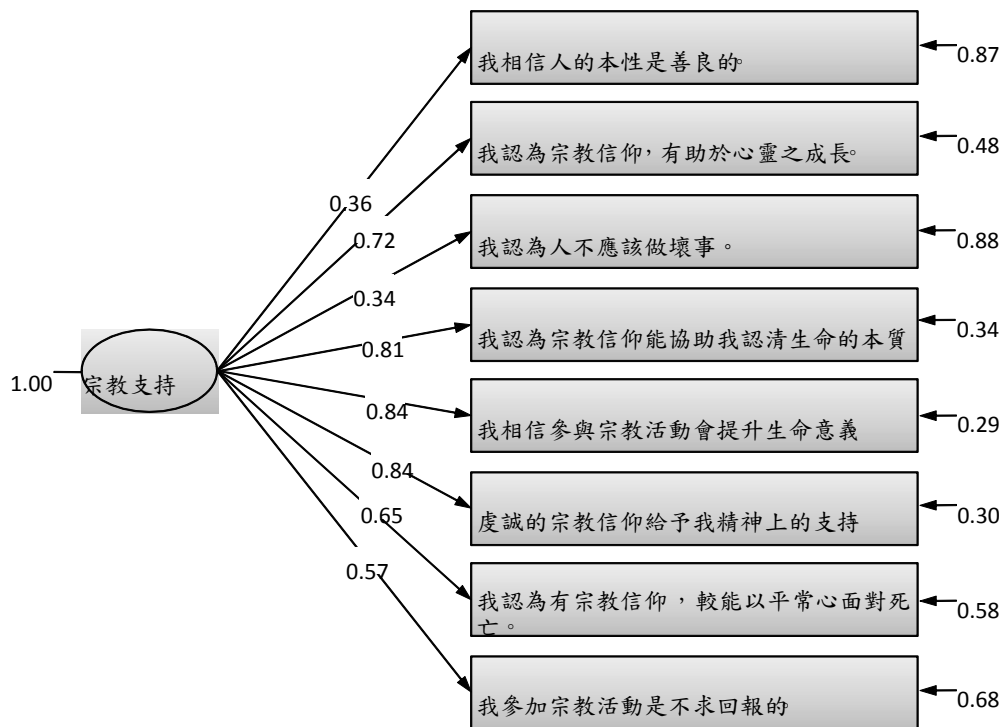 我相信人的本性是善良的。
0.87
我認為宗教信仰，有助於心靈之成長。
0.48
0.36
0.72
我認為人不應該做壞事。
0.88
0.34
我認為宗教信仰能協助我認清生命的本質
0.34
0.81
1.00
宗教支持
0.84
我相信參與宗教活動會提升生命意義
0.29
0.84
虔誠的宗教信仰給予我精神上的支持
0.30
0.65
0.57
我認為有宗教信仰，較能以平常心面對死
亡。
0.58
我參加宗教活動是不求回報的
0.68